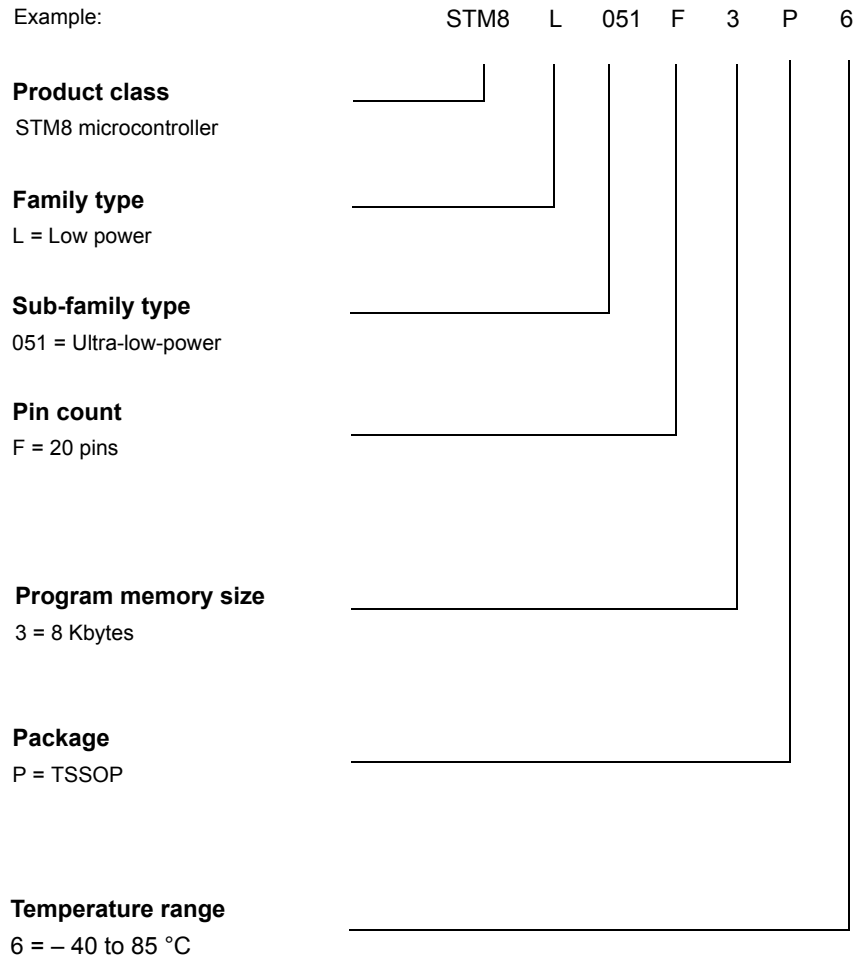 Example: STM8 L 051 F 3 P 6
Product class
STM8 microcontroller
Family type
L = Low power
Sub-family type
051 = Ultra-low-power
Pin count
F = 20 pins
Program memory size
3 = 8 Kbytes
Package
P = TSSOP
Temperature range
6 = – 40 to 85 °C